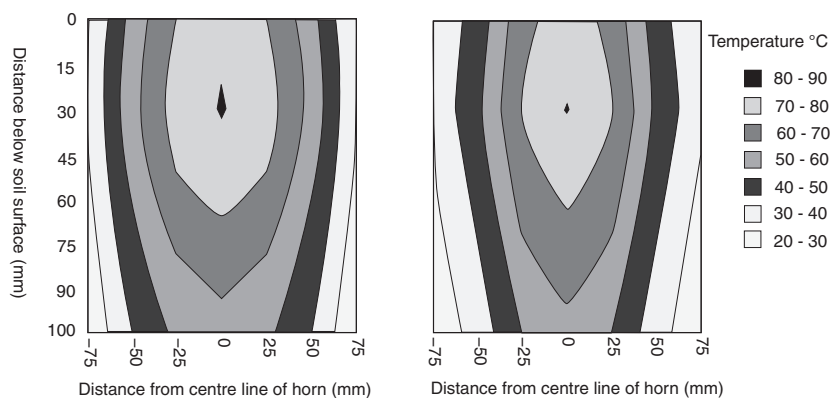 Distance below soil surface (mm)
0
15
30
45
60
75
90
100
−75
−50
−25
0
25
50
75
Distance from centre line of horn (mm)
−75
−50
−25
0
25
50
75
Distance from centre line of horn (mm)
Temperature °C
80 - 90
70 - 80
60 - 70
50 - 60
40 - 50
30 - 40
20 - 30